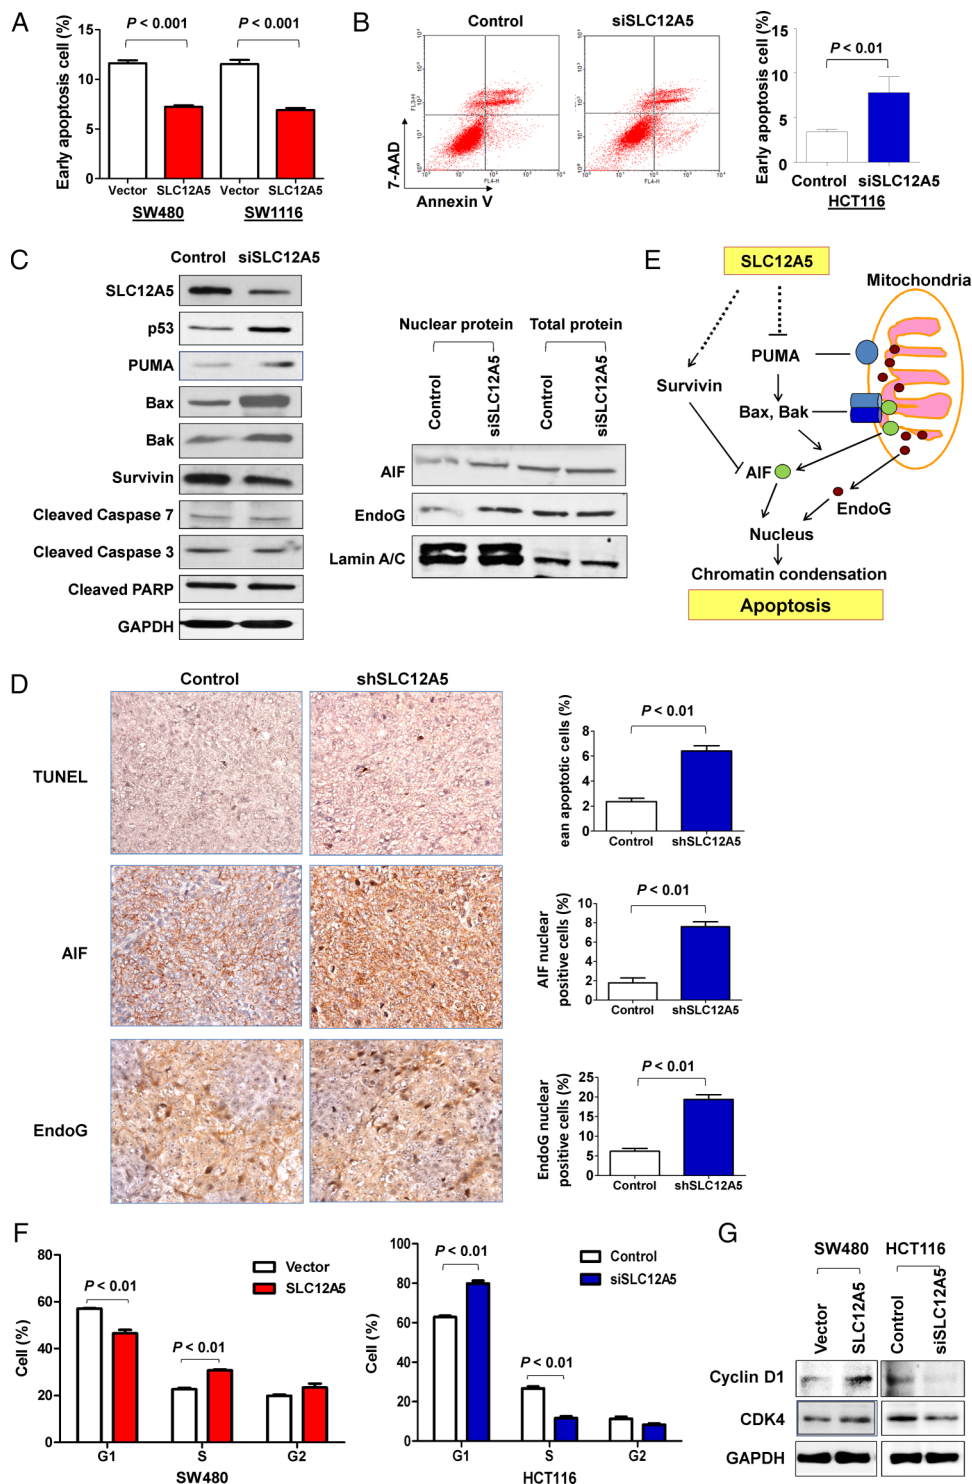 A
Early apoptosis cell (%)
15
10
5
0
P < 0.001
P < 0.001
Vector SLC12A5 Vector SLC12A5
SW480 SW1116
B
Control siSLC12A5
7-AAD
FL3-H
FL4-H
FL4-H
Annexin V
Early apoptosis cell (%)
15
10
5
0
P < 0.01
Control siSLC12A5
HCT116
C
Control siSLC12A5
SLC12A5
p53
PUMA
Bax
Bak
Survivin
Cleaved Caspase 7
Cleaved Caspase 3
Cleaved PARP
GAPDH
Nuclear protein Total protein
Control
siSLC12A5
Control
siSLC12A5
AIF
EndoG
Lamin A/C
E
SLC12A5
Mitochondria
PUMA
Survivin
Bax, Bak
AIF
EndoG
Nucleus
Chromatin condensation
Apoptosis
D
Control shSLC12A5
TUNEL
AIF
EndoG
ean apoptotic cells (%)
8
6
4
2
0
P < 0.01
Control shSLC12A5
AIF nuclear
positive cells (%)
10
8
6
4
2
0
P < 0.01
Control shSLC12A5
EndoG nuclear
positive cells (%)
25
20
15
10
5
0
P < 0.01
Control shSLC12A5
F
Cell (%)
80
60
40
20
0
P < 0.01
P < 0.01
Vector
SLC12A5
G1 S G2
SW480
Cell (%)
100
80
60
40
20
0
P < 0.01
P < 0.01
Control
siSLC12A5
G1 S G2
HCT116
G
SW480 HCT116
Vector
SLC12A5
Control
siSLC12A5
Cyclin D1
CDK4
GAPDH